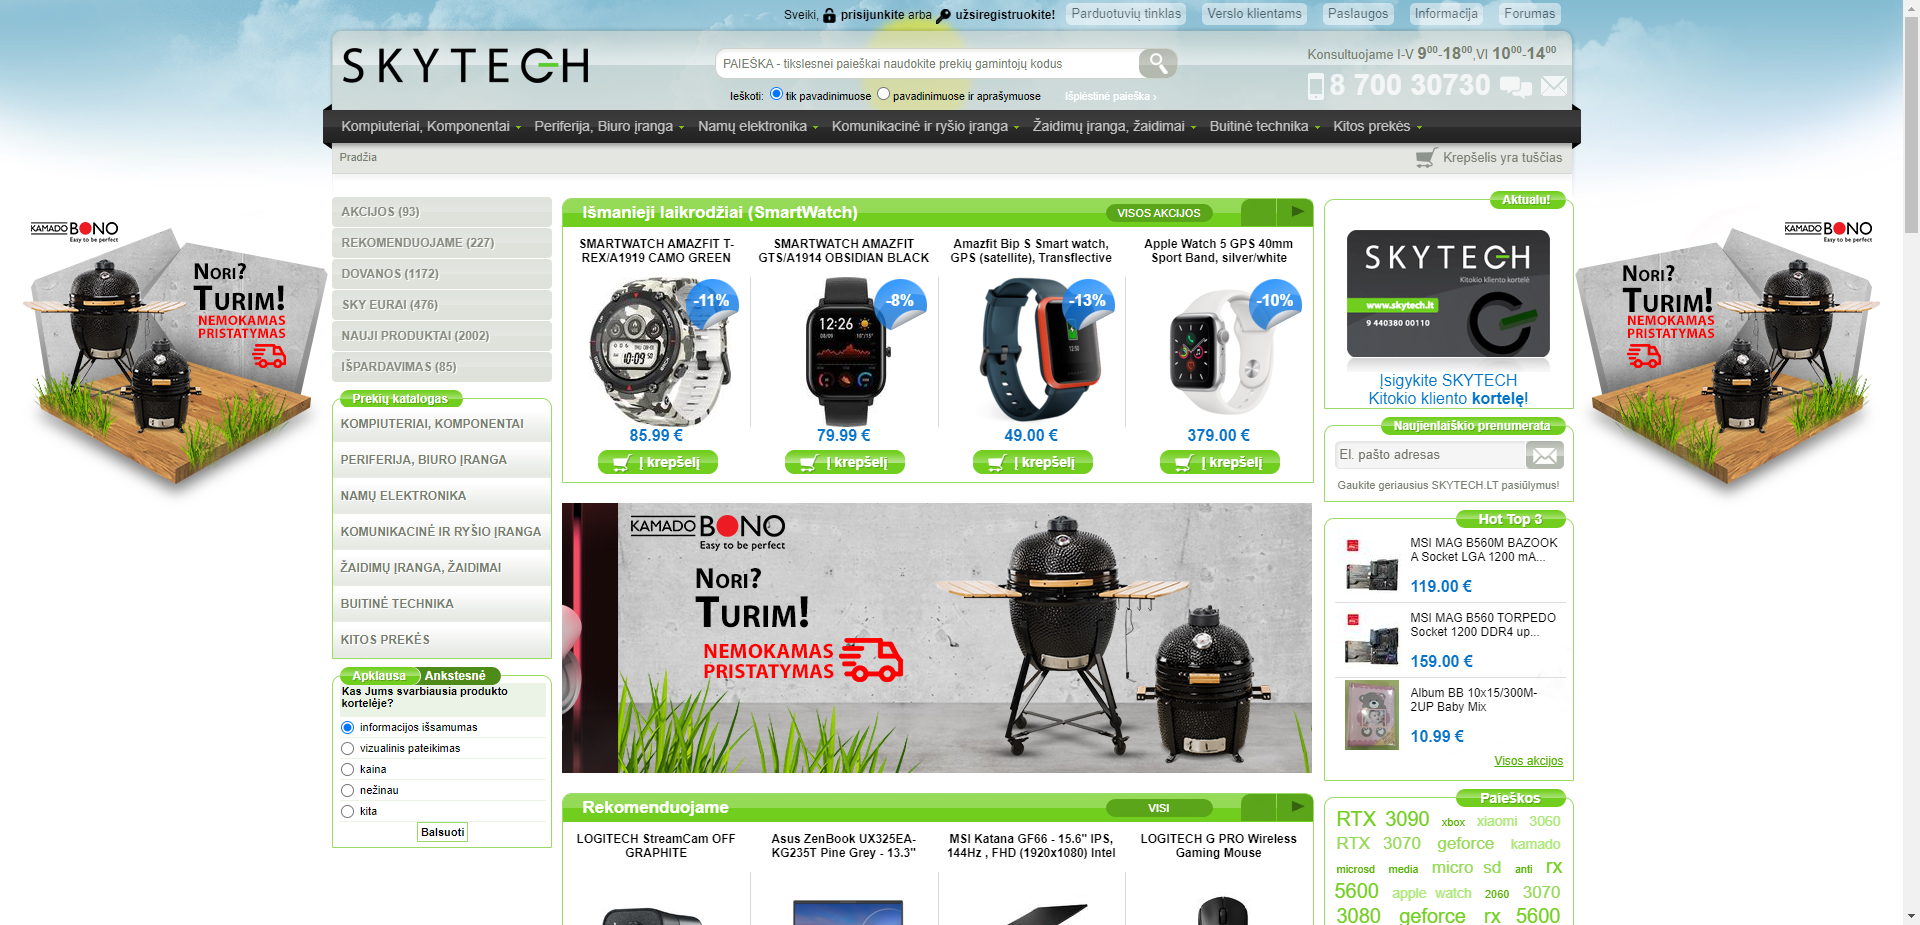 Sveiki, prisijunkite arba užsiregistruokite!
Parduotuvių tinklas
Verslo klientams
Paslaugos
Informacija
Forumas
SKYTECH
PAIEŠKA - tikslesnei paieškai naudokite prekių gamintojų kodus
Ieškoti: tik pavadinimuose pavadinimuose ir aprašymuose
Išplėstinė paieška ›
Konsultuojame I-V 9⁰⁰-18⁰⁰,VI 10⁰⁰-14⁰⁰
8 700 30730
Kompiuteriai, Komponentai
Periferija, Biuro įranga
Namų elektronika
Komunikacinė ir ryšio įranga
Žaidimų įranga, žaidimai
Buitinė technika
Kitos prekės
Pradžia
Krepšelis yra tuščias
KAMADO BONO
Easy to be perfect
Nori?
Turim!
NEMOKAMAS
PRISTATYMAS
AKCIJOS (93)
REKOMENDUOJAME (227)
DOVANOS (1172)
SKY EURAI (476)
NAUJI PRODUKTAI (2002)
IŠPARDAVIMAS (85)
Prekių katalogas
KOMPIUTERIAI, KOMPONENTAI
PERIFERIJA, BIURO ĮRANGA
NAMŲ ELEKTRONIKA
KOMUNIKACINĖ IR RYŠIO ĮRANGA
ŽAIDIMŲ ĮRANGA, ŽAIDIMAI
BUITINĖ TECHNIKA
KITOS PREKĖS
Apklausa
Ankstesnė
Kas Jums svarbiausia produkto
kortelėje?
informacijos išsamumas
vizualinis pateikimas
kaina
nežinau
kita
Balsuoti
Išmanieji laikrodžiai (SmartWatch)
VISOS AKCIJOS
SMARTWATCH AMAZFIT T-
REX/A1919 CAMO GREEN
-11%
10:09
85.99 €
Į krepšelį
SMARTWATCH AMAZFIT
GTS/A1914 OBSIDIAN BLACK
-8%
12:26
79.99 €
Į krepšelį
Amazfit Bip S Smart watch,
GPS (satellite), Transflective
-13%
49.00 €
Į krepšelį
Apple Watch 5 GPS 40mm
Sport Band, silver/white
-10%
379.00 €
Į krepšelį
KAMADO BONO
Easy to be perfect
Nori?
Turim!
NEMOKAMAS
PRISTATYMAS
Rekomenduojame
VISI
LOGITECH StreamCam OFF
GRAPHITE
Asus ZenBook UX325EA-
KG235T Pine Grey - 13.3"
MSI Katana GF66 - 15.6" IPS,
144Hz , FHD (1920x1080) Intel
LOGITECH G PRO Wireless
Gaming Mouse
Aktualu!
SKYTECH
Kitokio kliento kortelė
www.skytech.lt
9 440380 00110
Įsigykite SKYTECH
Kitokio kliento kortelę!
Naujienlaiškio prenumerata
El. pašto adresas
Gaukite geriausius SKYTECH.LT pasiūlymus!
Hot Top 3
MSI MAG B560M BAZOOK
A Socket LGA 1200 mA...
119.00 €
MSI MAG B560 TORPEDO
Socket 1200 DDR4 up...
159.00 €
Album BB 10x15/300M-
2UP Baby Mix
10.99 €
Visos akcijos
Paieškos
RTX 3090 xbox xiaomi 3060
RTX 3070 geforce kamado
microsd media micro sd anti rx
5600 apple watch 2060 3070
3080 geforce rx 5600
KAMADO BONO
Easy to be perfect
Nori?
Turim!
NEMOKAMAS
PRISTATYMAS